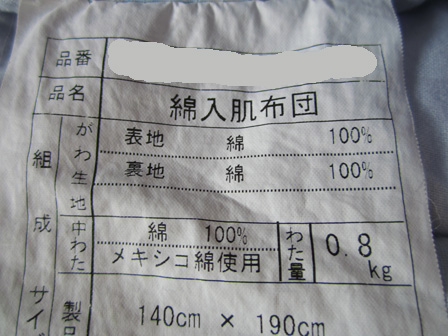 品番
品名 綿入肌布団
組成 がわ生地 表地 綿 100%
裏地 綿 100%
中わた 綿 100% わた量 0.8kg
メキシコ綿使用
サイ 製品 140cm × 190cm